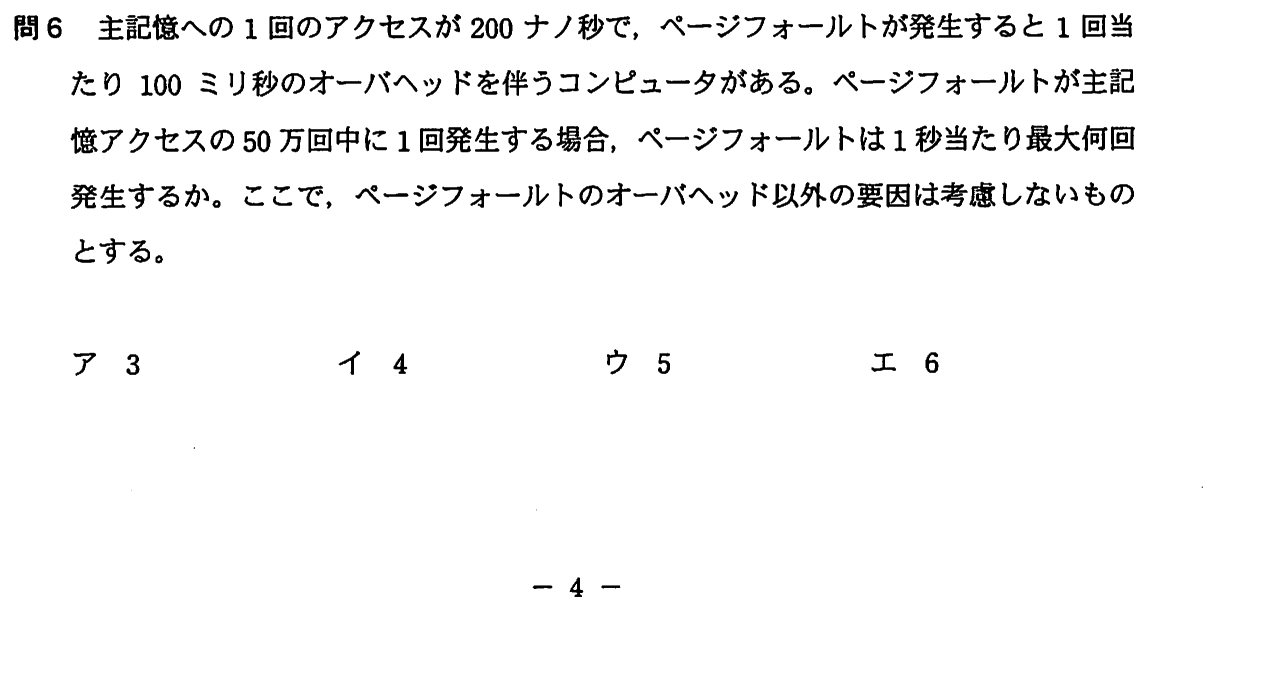 問6 主記憶への1回のアクセスが200ナノ秒で，ページフォールトが発生すると1回当
たり100ミリ秒のオーバヘッドを伴うコンピュータがある。ページフォールトが主記
憶アクセスの50万回中に1回発生する場合，ページフォールトは1秒当たり最大何回
発生するか。ここで，ページフォールトのオーバヘッド以外の要因は考慮しないもの
とする。
ア 3 イ 4 ウ 5 エ 6
－ 4 －